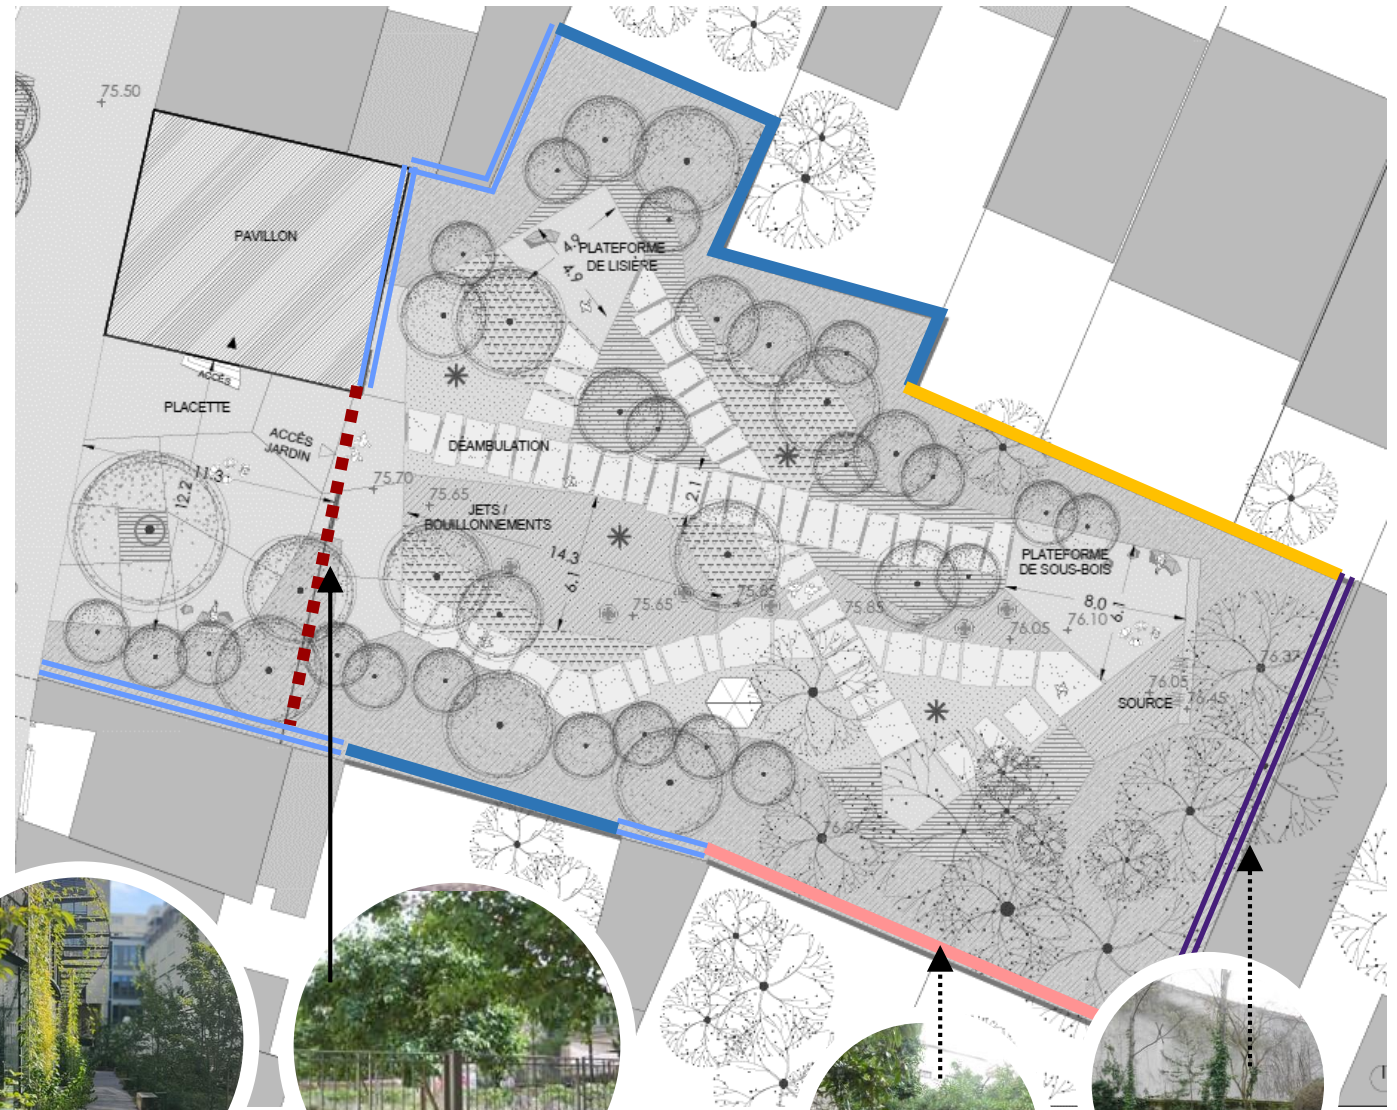 75.50
PAVILLON
4.9
PLATEFORME
DE LISIÈRE
4.9
ACCÈS
PLACETTE
ACCÈS
JARDIN
DÉAMBULATION
11.3
12.2
75.70
75.65
2.1
JETS /
BOUILLONNEMENTS
14.3
6.1
PLATEFORME
DE SOUS-BOIS
75.65
75.85
8.0
6.1
76.10
76.05
76.37
76.05
76.45
SOURCE